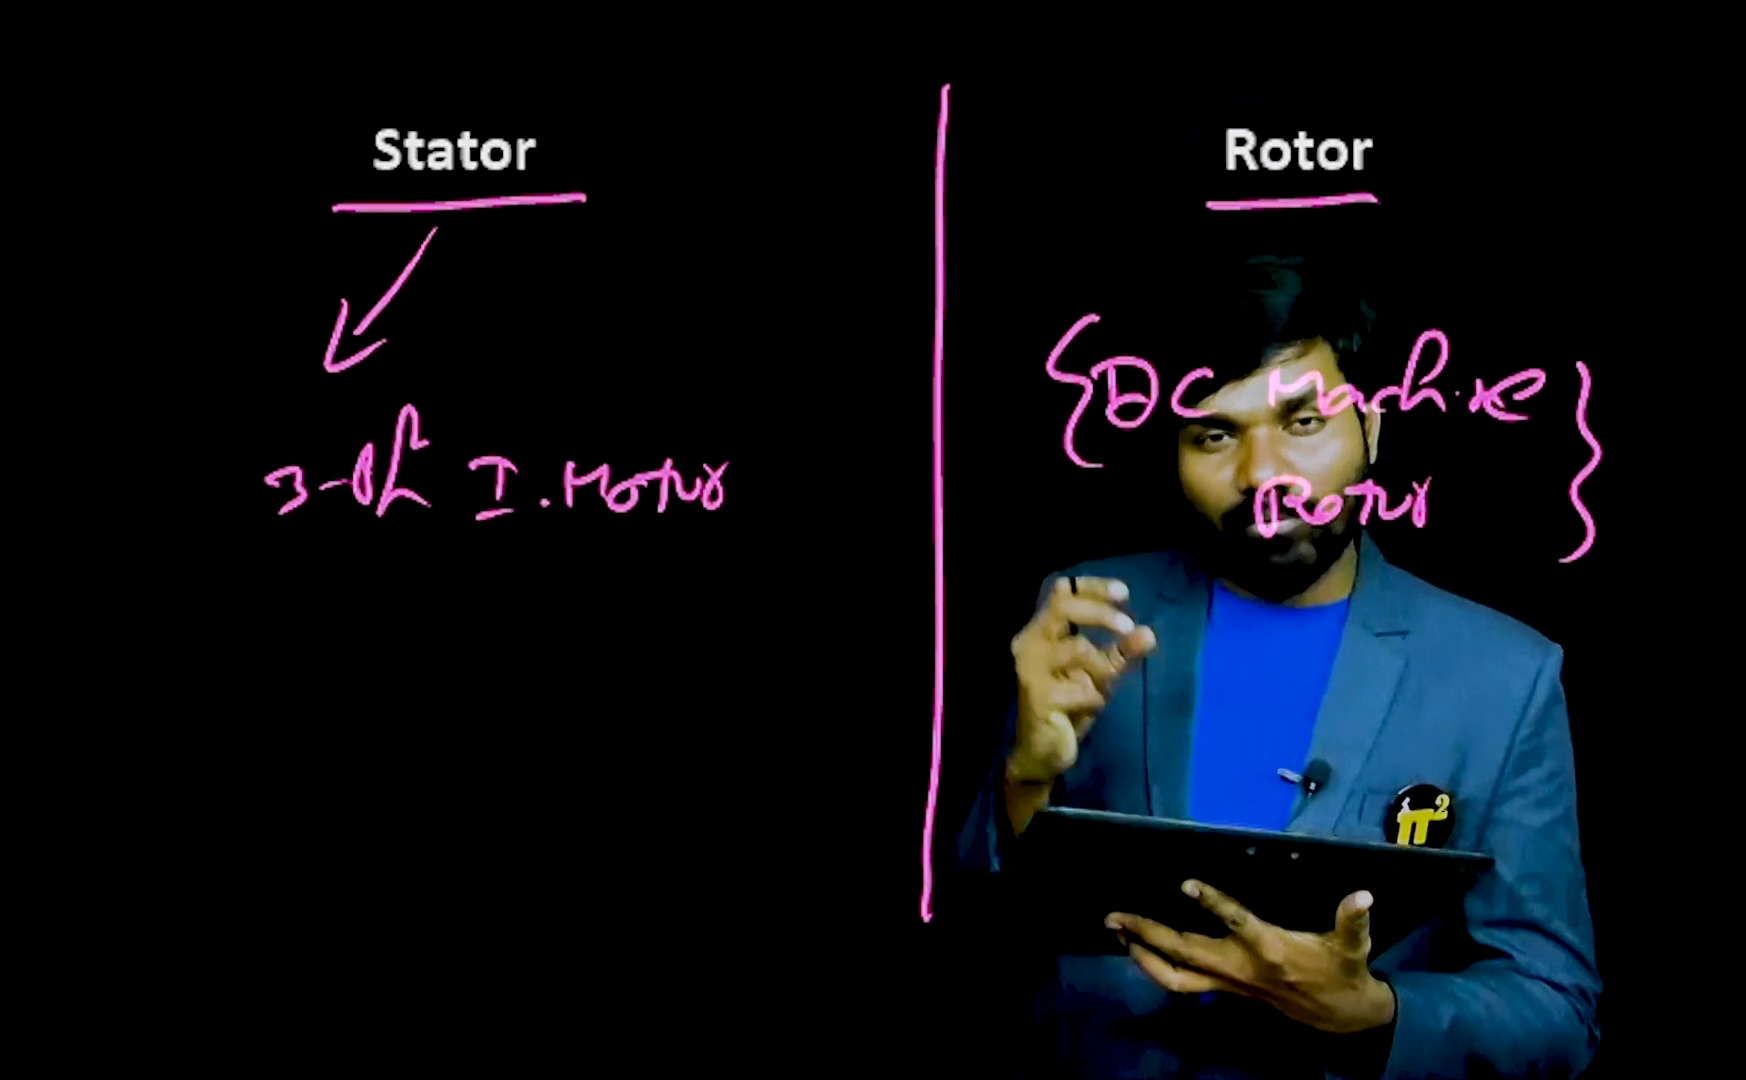 Stator
Rotor
3-Ph I. Motor
{DC Machine
Rotor}
π²